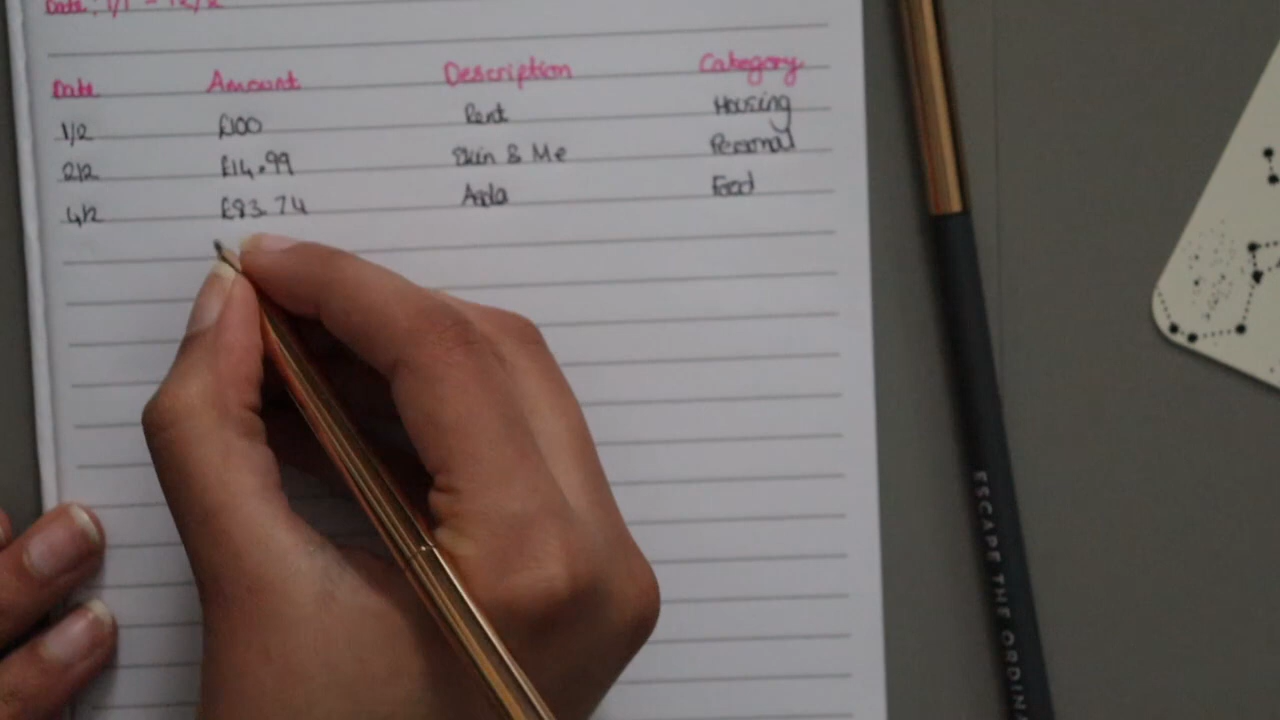 Date Amount Description Category
1/2 £100 Rent Housing
2/2 £14.99 Skin & Me Personal
4/2 £83.74 Asda Food
ESCAPE THE ORDINA